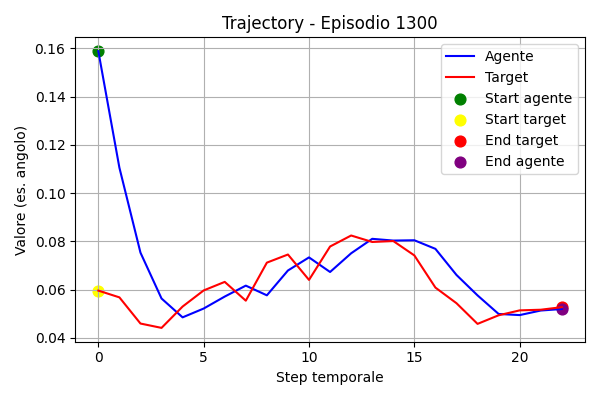 Trajectory - Episodio 1300
Valore (es. angolo)
0.16
0.14
0.12
0.10
0.08
0.06
0.04
Agente
Target
Start agente
Start target
End target
End agente
0 5 10 15 20
Step temporale